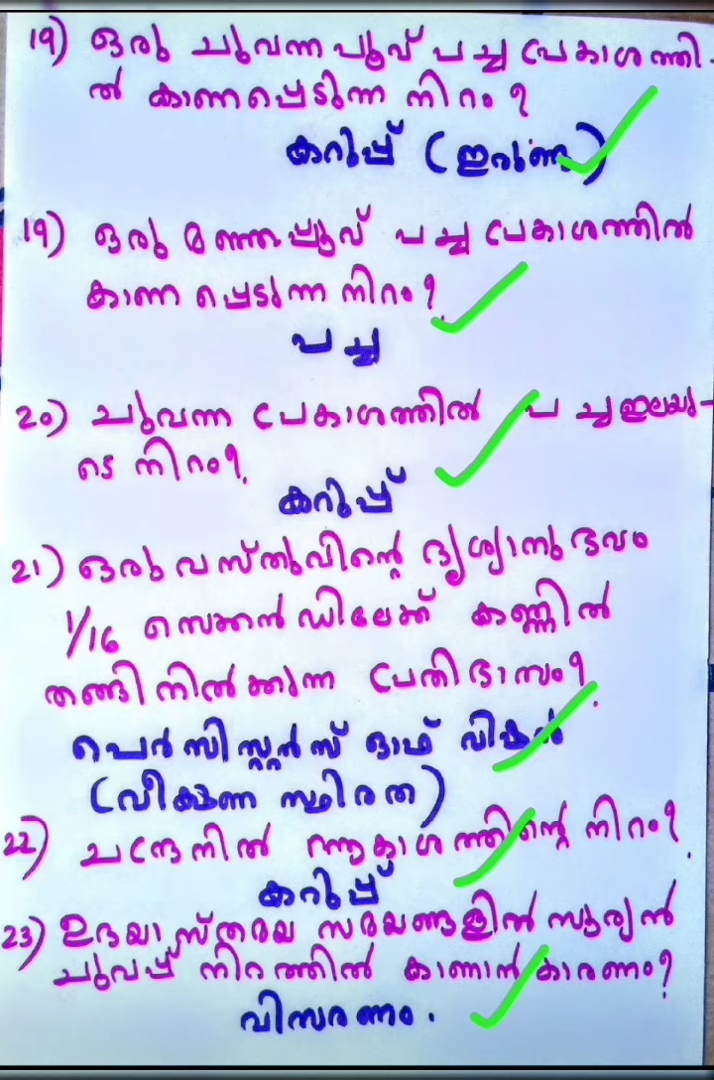 19) ഒരു ചുവന്ന പൂവ് പച്ച പ്രകാശത്തി-
ൽ കാണപ്പെടുന്ന നിറം?
കറുപ്പ് (ഇരുണ്ട)
19) ഒരു മഞ്ഞപ്പൂവ് പച്ച പ്രകാശത്തിൽ
കാണപ്പെടുന്ന നിറം?
പച്ച
20) ചുവന്ന പ്രകാശത്തിൽ പച്ച ഇലയു-
ടെ നിറം?
കറുപ്പ്
21) ഒരു വസ്തുവിന്റെ ദൃശ്യാനുഭവം
1/16 സെക്കൻഡിലേക്ക് കണ്ണിൽ
തങ്ങിനിൽക്കുന്ന പ്രതിഭാസം?
പെർസിസ്റ്റൻസ് ഓഫ് വിഷൻ
(വീക്ഷണ സ്ഥിരത)
22) ചന്ദ്രനിൽ ആകാശത്തിന്റെ നിറം?
കറുപ്പ്
23) ഉദയാസ്തമയ സമയങ്ങളിൽ സൂര്യൻ
ചുവപ്പ് നിറത്തിൽ കാണാൻ കാരണം?
വിസരണം.